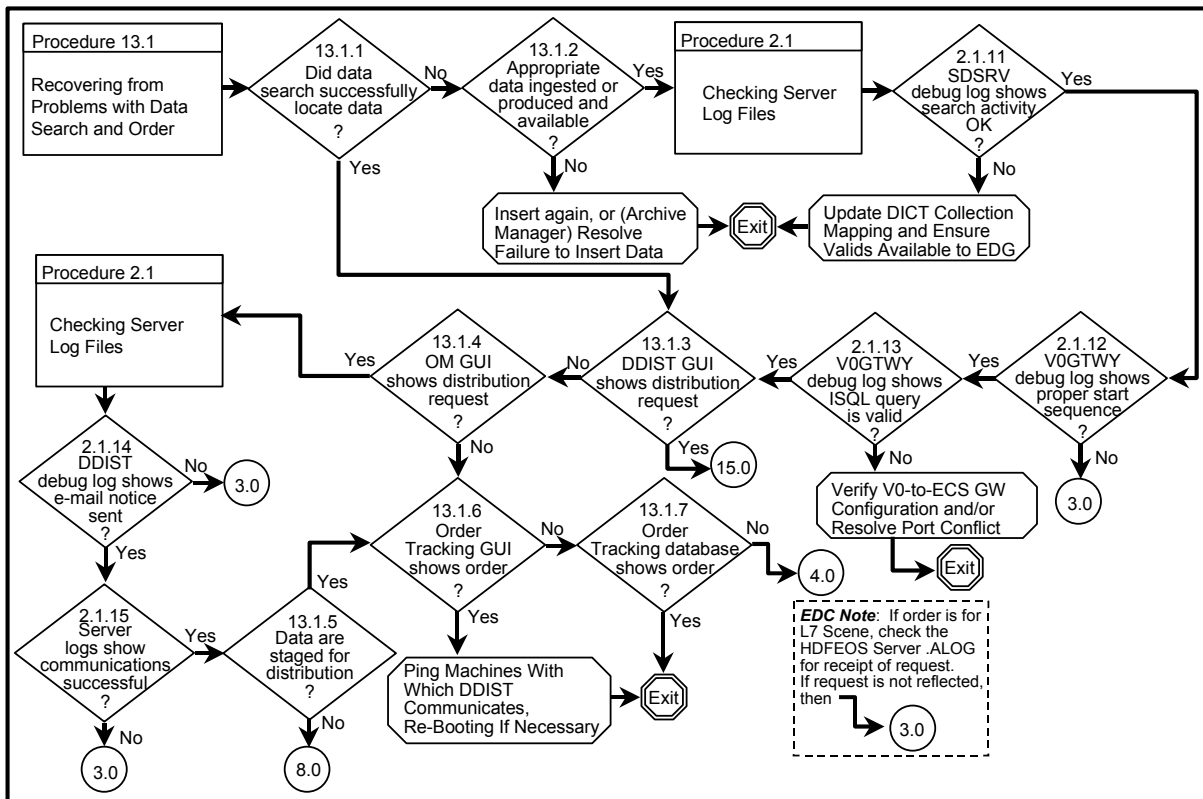 Procedure 13.1
Recovering from
Problems with Data
Search and Order
13.1.1
Did data
search successfully
locate data
?
No
Yes
13.1.2
Appropriate
data ingested or
produced and
available
?
Yes
No
Procedure 2.1
Checking Server
Log Files
2.1.11
SDSRV
debug log shows
search activity
OK
?
Yes
No
Insert again, or (Archive
Manager) Resolve
Failure to Insert Data
Exit
Update DICT Collection
Mapping and Ensure
Valids Available to EDG
Procedure 2.1
Checking Server
Log Files
Yes
13.1.4
OM GUI
shows distribution
request
?
No
No
13.1.3
DDIST GUI
shows distribution
request
?
Yes
15.0
Yes
2.1.13
V0GTWY
debug log shows
ISQL query
is valid
?
No
Yes
2.1.12
V0GTWY
debug log shows
proper start
sequence
?
No
3.0
Verify V0-to-ECS GW
Configuration and/or
Resolve Port Conflict
Exit
2.1.14
DDIST
debug log shows
e-mail notice
sent
?
No
3.0
Yes
13.1.6
Order
Tracking GUI
shows order
?
No
Yes
13.1.7
Order
Tracking database
shows order
?
No
4.0
Yes
2.1.15
Server
logs show
communications
successful
?
Yes
No
3.0
13.1.5
Data are
staged for
distribution
?
Yes
No
8.0
Ping Machines With
Which DDIST
Communicates,
Re-Booting If Necessary
Exit
EDC Note: If order is for
L7 Scene, check the
HDFEOS Server .ALOG
for receipt of request.
If request is not reflected,
then
3.0